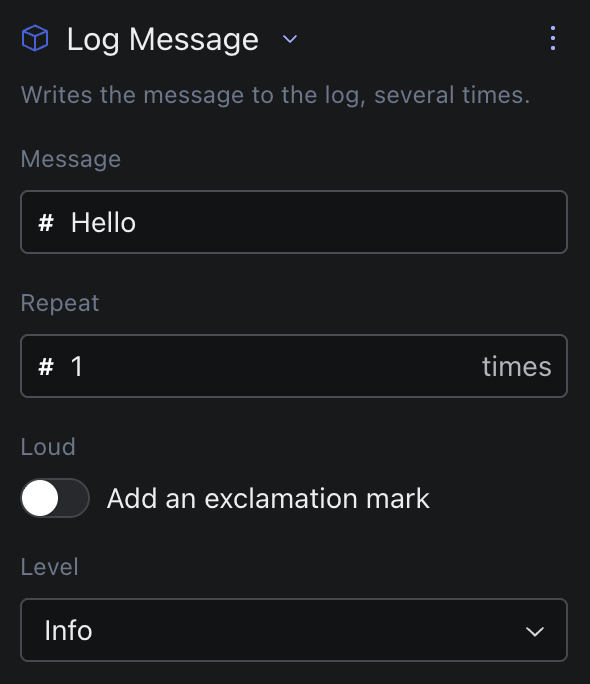 Log Message
Writes the message to the log, several times.
Message
# Hello
Repeat
# 1 times
Loud
Add an exclamation mark
Level
Info